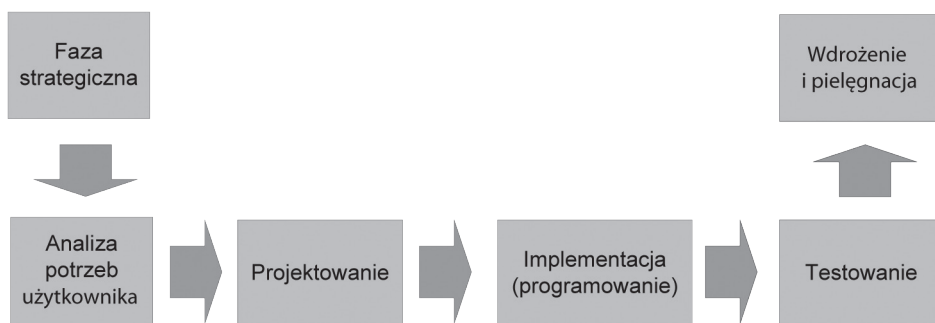 Faza
strategiczna
Analiza
potrzeb
użytkownika
Projektowanie
Implementacja
(programowanie)
Testowanie
Wdrożenie
i pielęgnacja